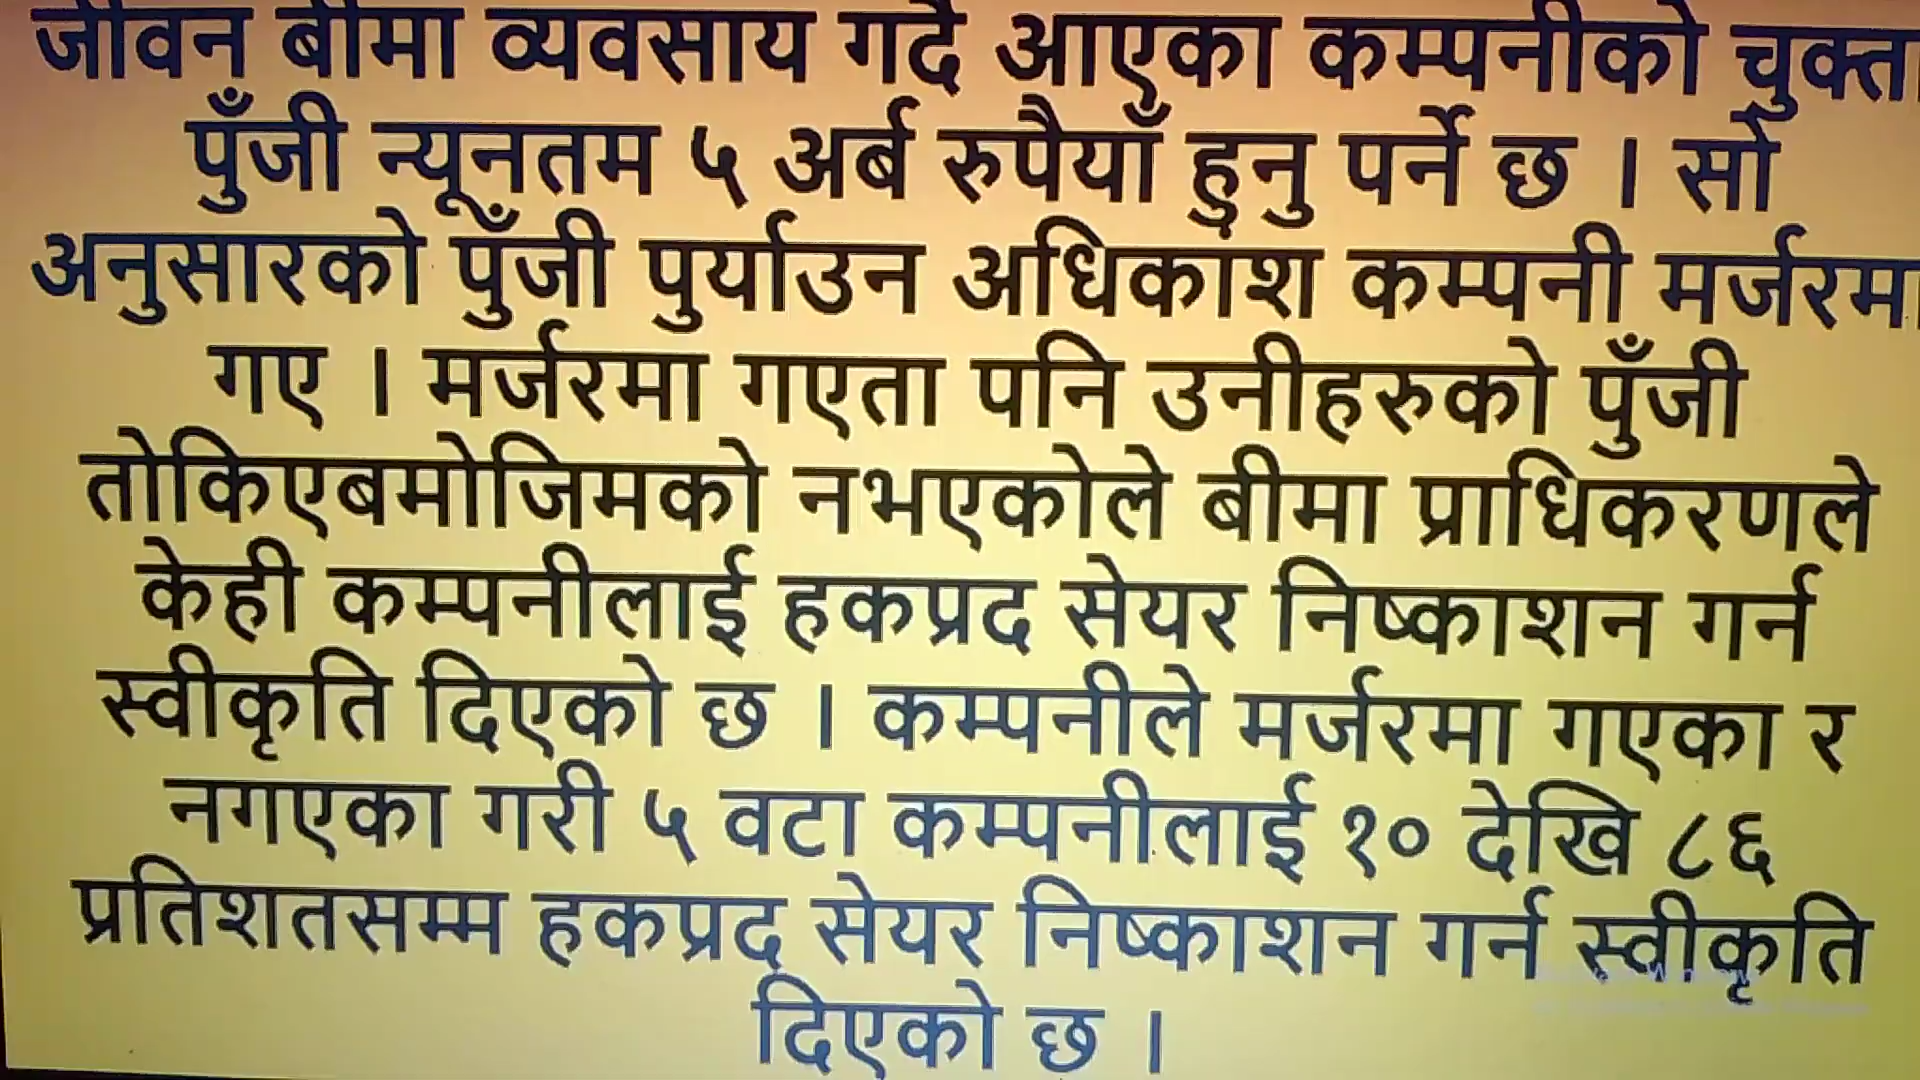 जीवन बीमा व्यवसाय गर्दै आएका कम्पनीको चुक्ता
पुँजी न्यूनतम ५ अर्ब रुपैयाँ हुनु पर्ने छ । सो
अनुसारको पुँजी पुर्याउन अधिकांश कम्पनी मर्जरमा
गए । मर्जरमा गएता पनि उनीहरुको पुँजी
तोकिएबमोजिमको नभएकोले बीमा प्राधिकरणले
केही कम्पनीलाई हकप्रद सेयर निष्काशन गर्न
स्वीकृति दिएको छ । कम्पनीले मर्जरमा गएका र
नगएका गरी ५ वटा कम्पनीलाई १० देखि ८६
प्रतिशतसम्म हकप्रद सेयर निष्काशन गर्न स्वीकृति
दिएको छ ।